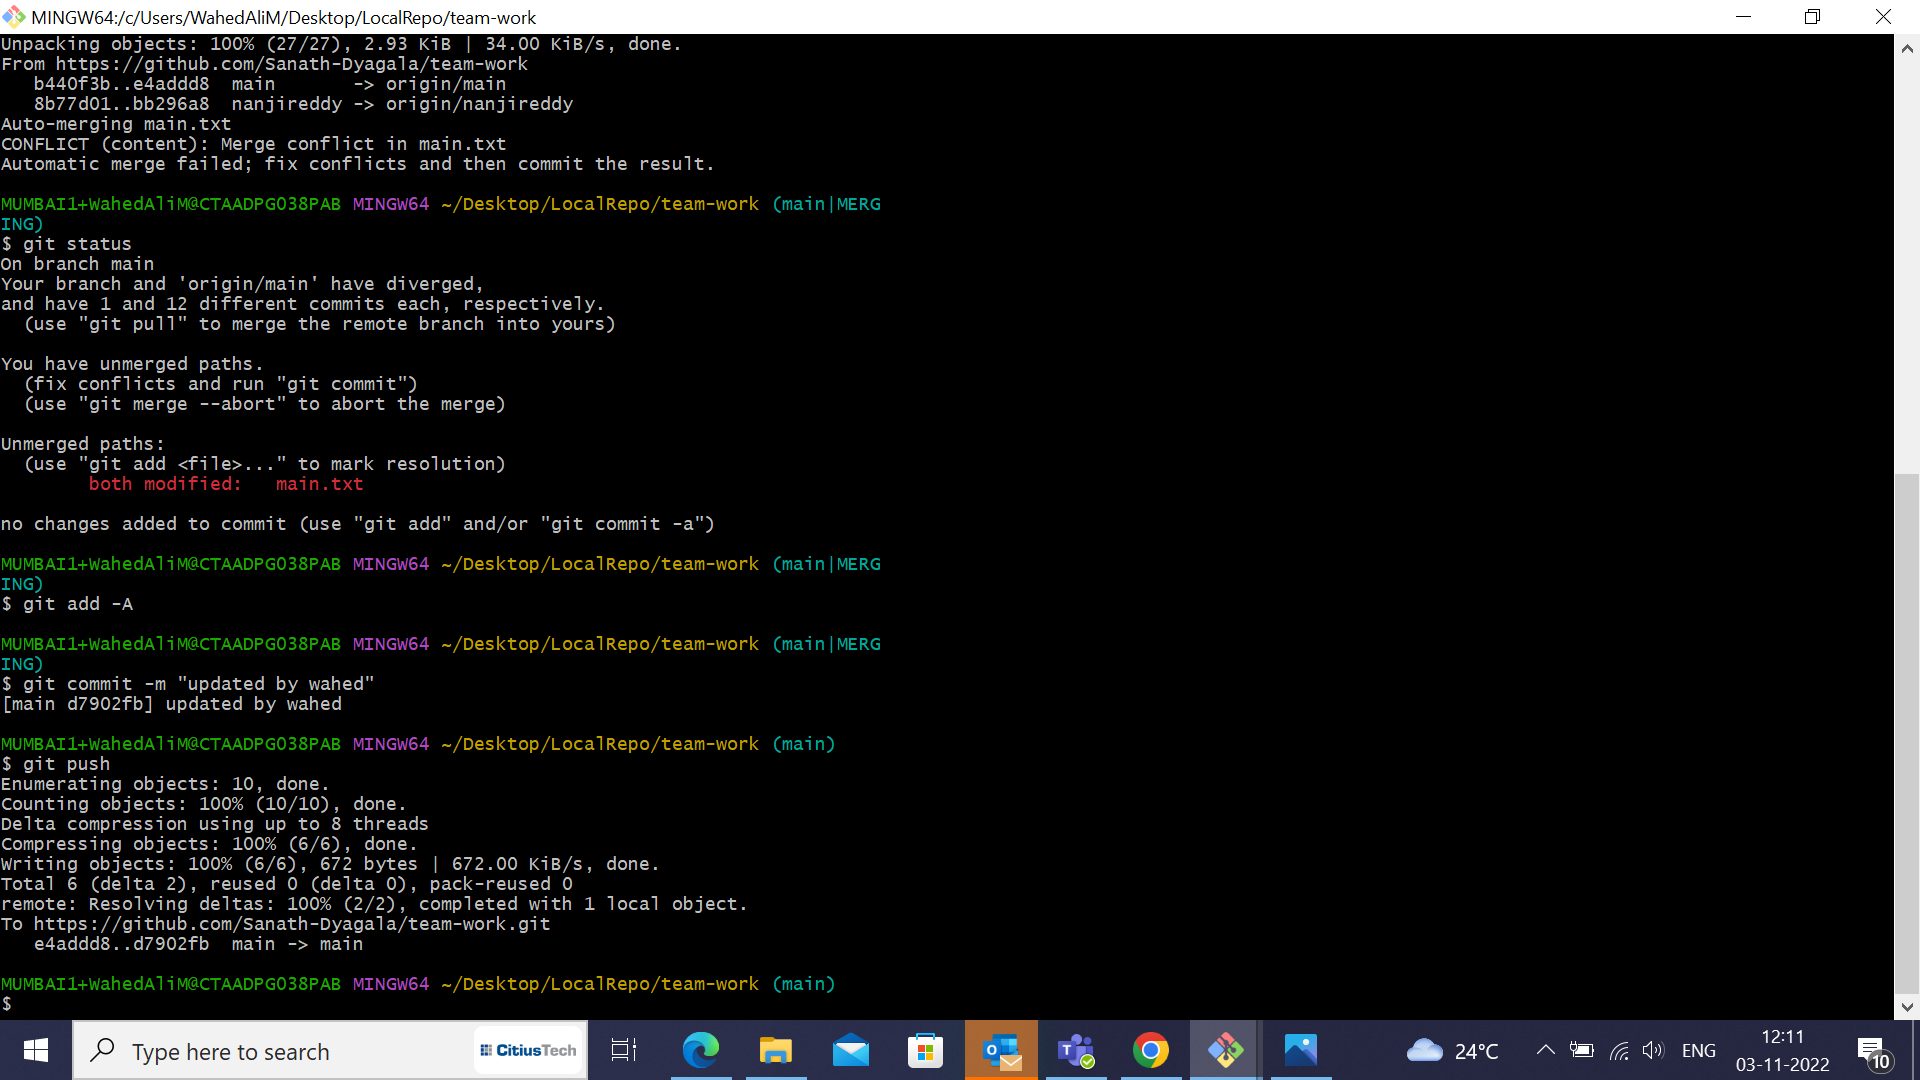 MINGW64:/c/Users/WahedAliM/Desktop/LocalRepo/team-work
Unpacking objects: 100% (27/27), 2.93 KiB | 34.00 KiB/s, done.
From https://github.com/Sanath-Dyagala/team-work
   b440f3b..e4addd8  main       -> origin/main
   8b77d01..bb296a8  nanjireddy -> origin/nanjireddy
Auto-merging main.txt
CONFLICT (content): Merge conflict in main.txt
Automatic merge failed; fix conflicts and then commit the result.
MUMBAI1+WahedAliM@CTAADPG038PAB MINGW64 ~/Desktop/LocalRepo/team-work (main|MERG
ING)
$ git status
On branch main
Your branch and 'origin/main' have diverged,
and have 1 and 12 different commits each, respectively.
  (use "git pull" to merge the remote branch into yours)
You have unmerged paths.
  (fix conflicts and run "git commit")
  (use "git merge --abort" to abort the merge)
Unmerged paths:
  (use "git add <file>..." to mark resolution)
        both modified:   main.txt
no changes added to commit (use "git add" and/or "git commit -a")
MUMBAI1+WahedAliM@CTAADPG038PAB MINGW64 ~/Desktop/LocalRepo/team-work (main|MERG
ING)
$ git add -A
MUMBAI1+WahedAliM@CTAADPG038PAB MINGW64 ~/Desktop/LocalRepo/team-work (main|MERG
ING)
$ git commit -m "updated by wahed"
[main d7902fb] updated by wahed
MUMBAI1+WahedAliM@CTAADPG038PAB MINGW64 ~/Desktop/LocalRepo/team-work (main)
$ git push
Enumerating objects: 10, done.
Counting objects: 100% (10/10), done.
Delta compression using up to 8 threads
Compressing objects: 100% (6/6), done.
Writing objects: 100% (6/6), 672 bytes | 672.00 KiB/s, done.
Total 6 (delta 2), reused 0 (delta 0), pack-reused 0
remote: Resolving deltas: 100% (2/2), completed with 1 local object.
To https://github.com/Sanath-Dyagala/team-work.git
   e4addd8..d7902fb  main -> main
MUMBAI1+WahedAliM@CTAADPG038PAB MINGW64 ~/Desktop/LocalRepo/team-work (main)
$
Type here to search
CitiusTech
24°C
ENG
12:11
03-11-2022
10